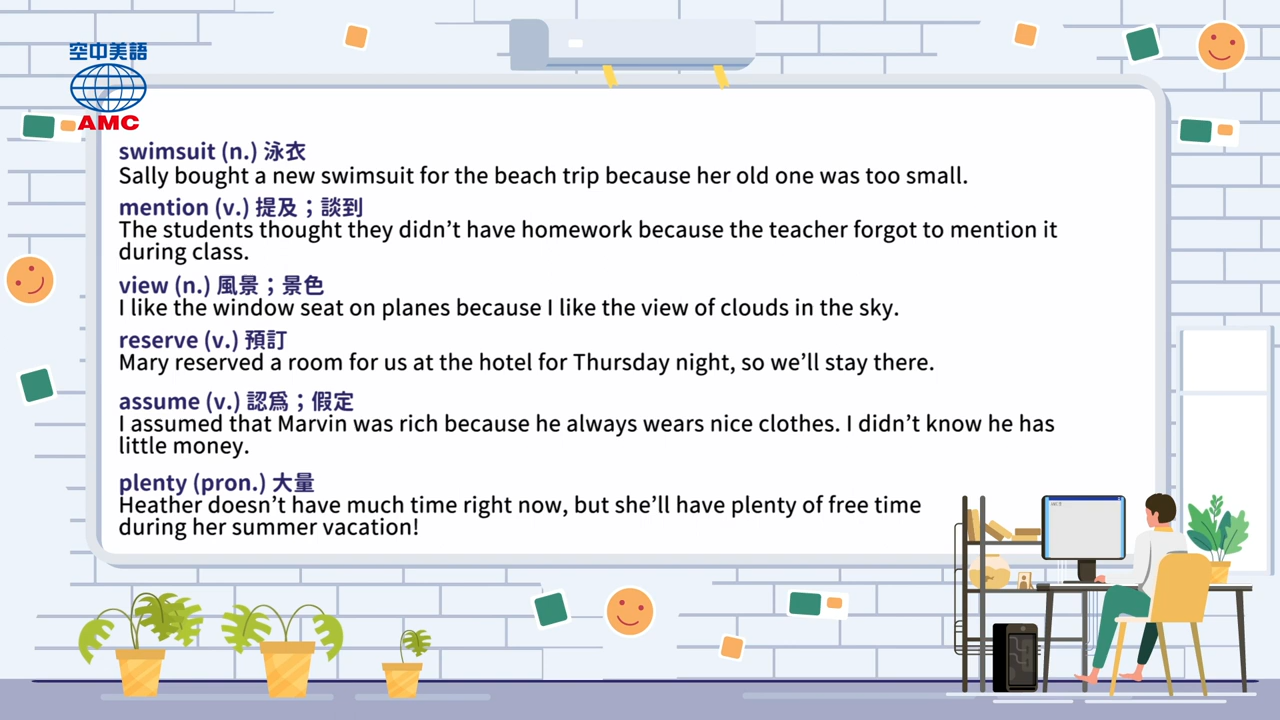 空中美語
AMC
swimsuit (n.) 泳衣
Sally bought a new swimsuit for the beach trip because her old one was too small.
mention (v.) 提及；談到
The students thought they didn’t have homework because the teacher forgot to mention it
during class.
view (n.) 風景；景色
I like the window seat on planes because I like the view of clouds in the sky.
reserve (v.) 預訂
Mary reserved a room for us at the hotel for Thursday night, so we’ll stay there.
assume (v.) 認爲；假定
I assumed that Marvin was rich because he always wears nice clothes. I didn’t know he has
little money.
plenty (pron.) 大量
Heather doesn’t have much time right now, but she’ll have plenty of free time
during her summer vacation!